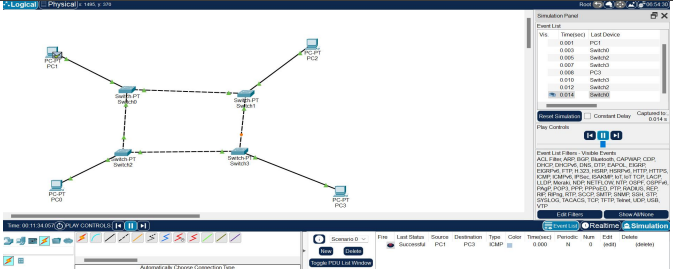 Logical
Physical x: 1495, y: 370
Root
06:54:30
PC-PT
PC1
PC-PT
PC2
Switch-PT
Switch0
Switch-PT
Switch1
Switch-PT
Switch2
Switch-PT
Switch3
PC-PT
PC0
PC-PT
PC3
Simulation Panel
Event List
Vis. Time(sec) Last Device
0.001 PC1
0.003 Switch0
0.005 Switch2
0.007 Switch3
0.008 PC3
0.010 Switch3
0.012 Switch2
0.014 Switch0
Reset Simulation Constant Delay Captured to:
0.014 s
Play Controls
Event List Filters - Visible Events
ACL Filter, ARP, BGP, Bluetooth, CAPWAP, CDP,
DHCP, DHCPv6, DNS, DTP, EAPOL, EIGRP,
EIGRPv6, FTP, H.323, HSRP, HSRPv6, HTTP, HTTPS,
ICMP, ICMPv6, IPSec, ISAKMP, IoT, IoT TCP, LACP,
LLDP, Meraki, NDP, NETFLOW, NTP, OSPF, OSPFv6,
PAgP, POP3, PPP, PPPoED, PTP, RADIUS, REP,
RIP, RIPng, RTP, SCCP, SMTP, SNMP, SSH, STP,
SYSLOG, TACACS, TCP, TFTP, Telnet, UDP, USB,
VTP
Edit Filters Show All/None
Time: 00:11:34.057 PLAY CONTROLS:
Event List Realtime Simulation
Scenario 0
New Delete
Toggle PDU List Window
Fire Last Status Source Destination Type Color Time(sec) Periodic Num Edit Delete
Successful PC1 PC3 ICMP 0.000 N 0 (edit) (delete)
Automatically Choose Connection Type